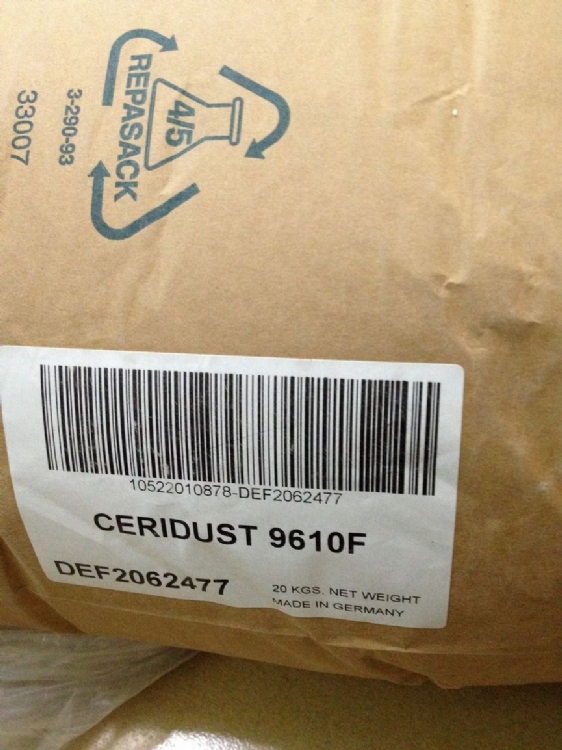 REPASACK
4/5
3-290-93
33007
10522010878-DEF2062477
CERIDUST 9610F
DEF2062477
20 KGS. NET WEIGHT
MADE IN GERMANY